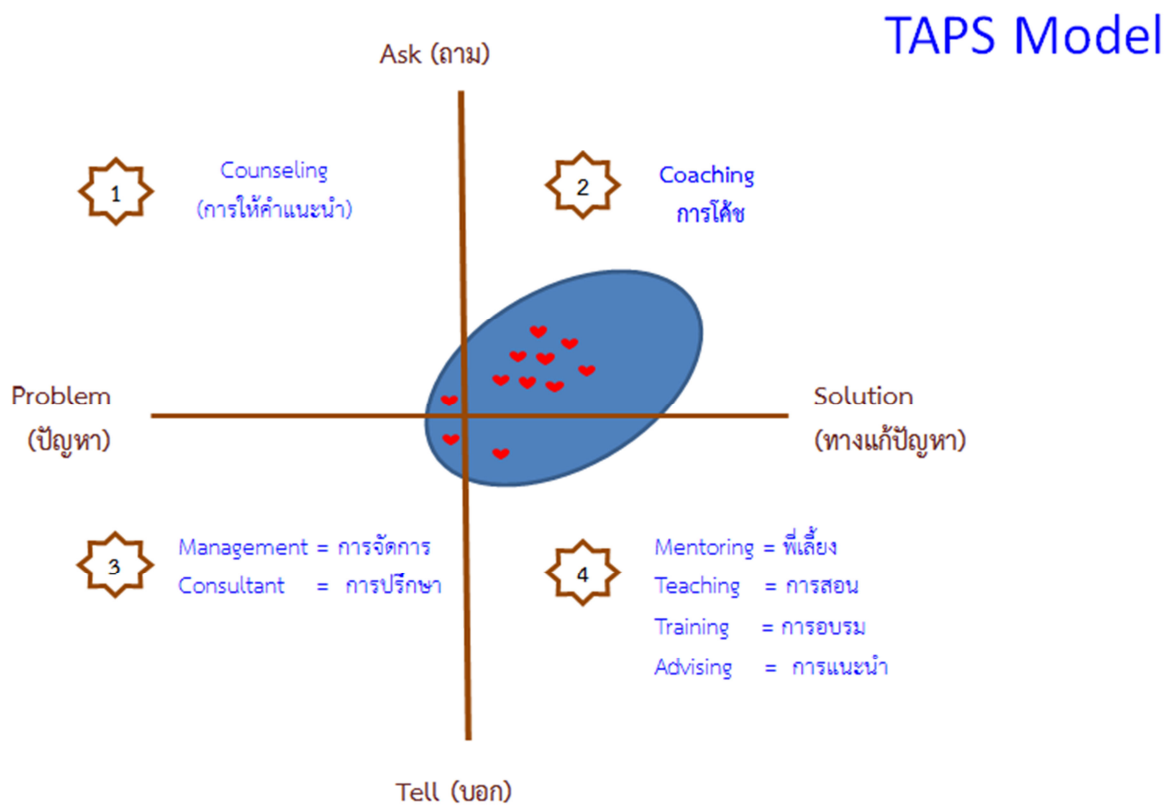 TAPS Model
Ask (ถาม)
1
Counseling
(การให้คำแนะนำ)
2
Coaching
การโค้ช
Problem
(ปัญหา)
Solution
(ทางแก้ปัญหา)
3
Management = การจัดการ
Consultant = การปรึกษา
4
Mentoring = พี่เลี้ยง
Teaching = การสอน
Training = การอบรม
Advising = การแนะนำ
Tell (บอก)